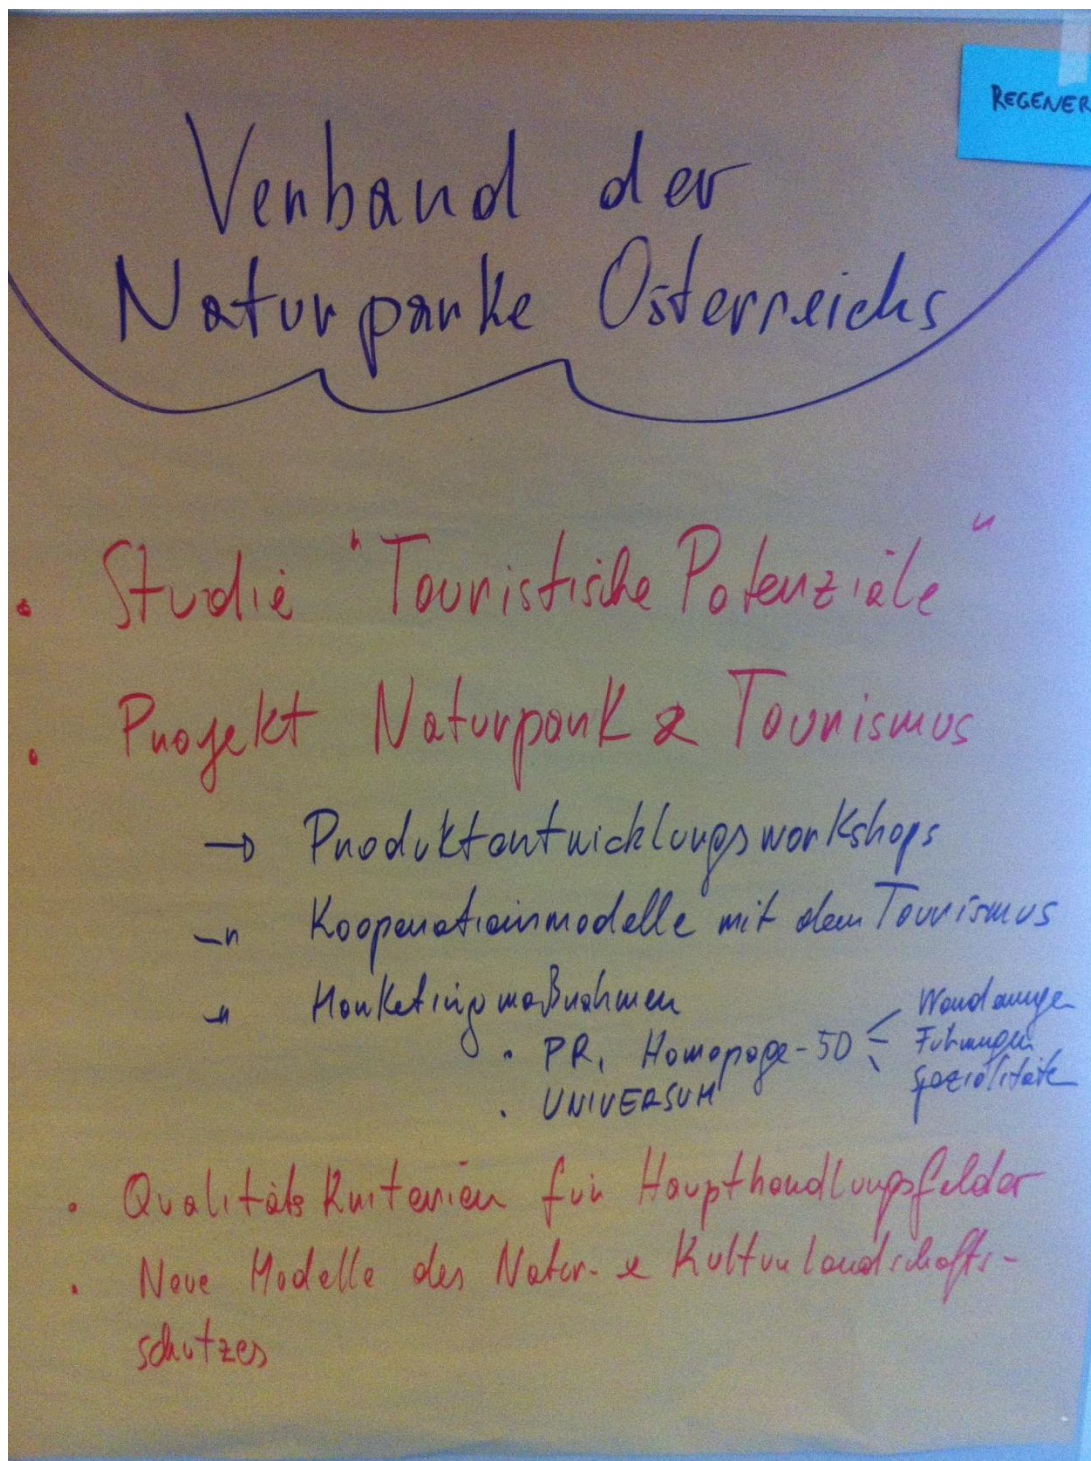 REGENER
Verband der
Naturparke Österreichs
• Studie "Touristische Potenziale"
• Projekt Naturpark & Tourismus
→ Produktentwicklungsworkshops
-" Kooperationsmodelle mit dem Tourismus
-" Marketingmaßnahmen
• PR, Homepage - 50 < Wanderungen
- Führungen
\ Spezialitäten
• UNIVERSUM
• Qualitätskriterien für Haupthandlungsfelder
• Neue Modelle des Natur- & Kulturlandschafts-
schutzes